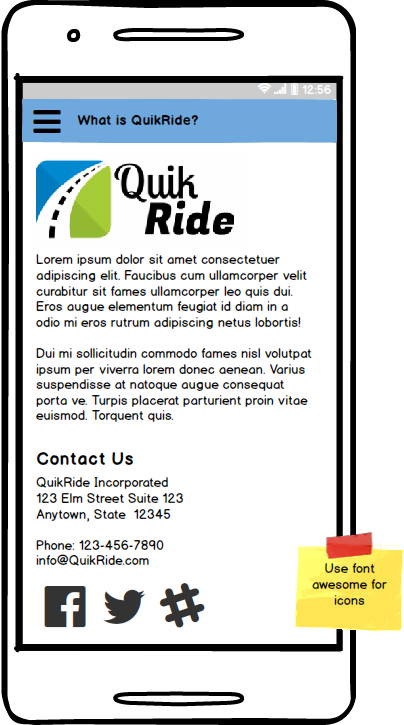 12:56
What is QuikRide?
Quik
Ride
Lorem ipsum dolor sit amet consectetuer
adipiscing elit. Faucibus cum ullamcorper velit
curabitur sit fames ullamcorper leo quis dui.
Eros augue elementum feugiat id diam in a
odio mi eros rutrum adipiscing netus lobortis!
Dui mi sollicitudin commodo fames nisl volutpat
ipsum per viverra lorem donec aenean. Varius
suspendisse at natoque augue consequat
porta ve. Turpis placerat parturient proin vitae
euismod. Torquent quis.
Contact Us
QuikRide Incorporated
123 Elm Street Suite 123
Anytown, State  12345
Phone: 123-456-7890
info@QuikRide.com
Use font
awesome for
icons